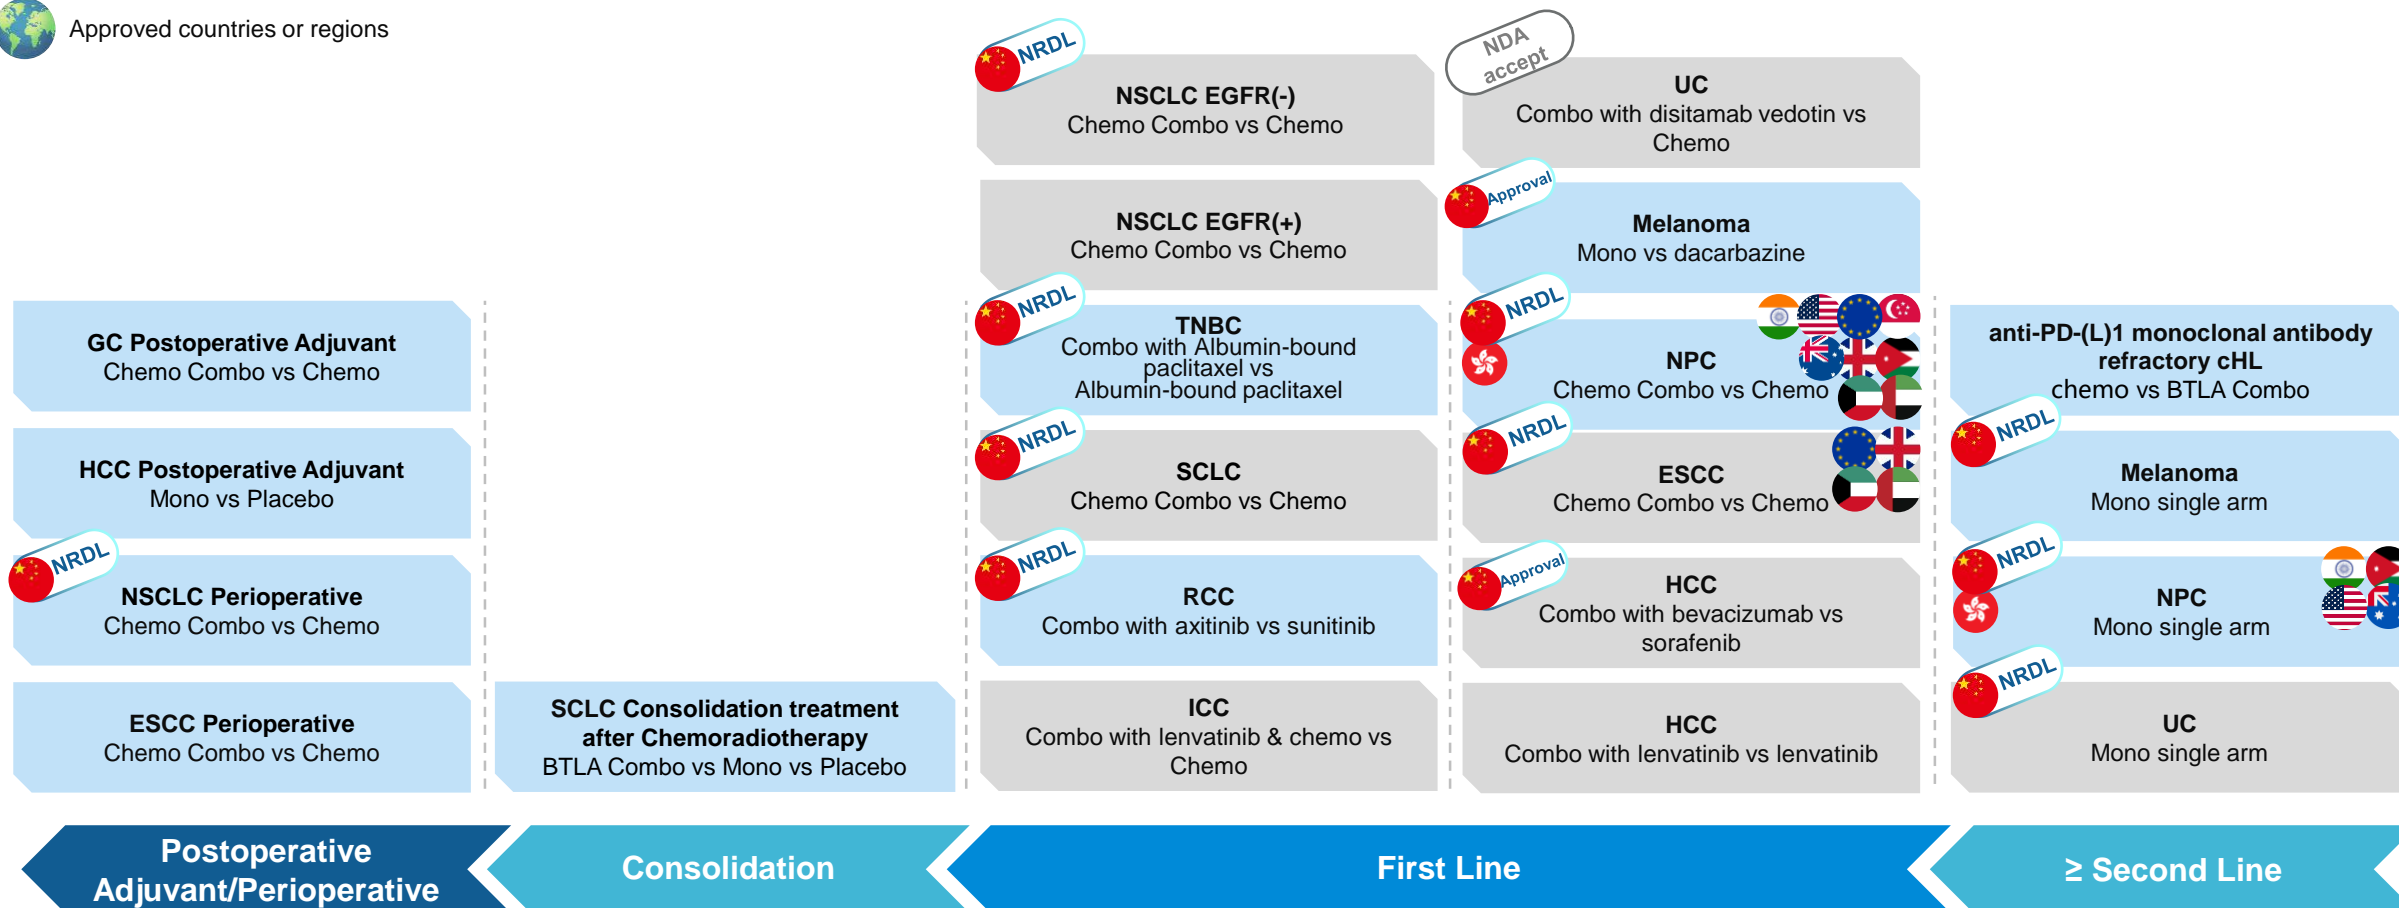 Approved countries or regions
NRDL
NSCLC EGFR(-)
Chemo Combo vs Chemo
NDA
accept
UC
Combo with disitamab vedotin vs
Chemo
NSCLC EGFR(+)
Chemo Combo vs Chemo
Approval
Melanoma
Mono vs dacarbazine
GC Postoperative Adjuvant
Chemo Combo vs Chemo
NRDL
TNBC
Combo with Albumin-bound
paclitaxel vs
Albumin-bound paclitaxel
NRDL
NPC
Chemo Combo vs Chemo
anti-PD-(L)1 monoclonal antibody
refractory cHL
chemo vs BTLA Combo
HCC Postoperative Adjuvant
Mono vs Placebo
NRDL
SCLC
Chemo Combo vs Chemo
NRDL
ESCC
Chemo Combo vs Chemo
NRDL
Melanoma
Mono single arm
NRDL
NSCLC Perioperative
Chemo Combo vs Chemo
NRDL
RCC
Combo with axitinib vs sunitinib
Approval
HCC
Combo with bevacizumab vs
sorafenib
NRDL
NPC
Mono single arm
ESCC Perioperative
Chemo Combo vs Chemo
SCLC Consolidation treatment
after Chemoradiotherapy
BTLA Combo vs Mono vs Placebo
ICC
Combo with lenvatinib & chemo vs
Chemo
HCC
Combo with lenvatinib vs lenvatinib
NRDL
UC
Mono single arm
Postoperative
Adjuvant/Perioperative
Consolidation
First Line
≥ Second Line